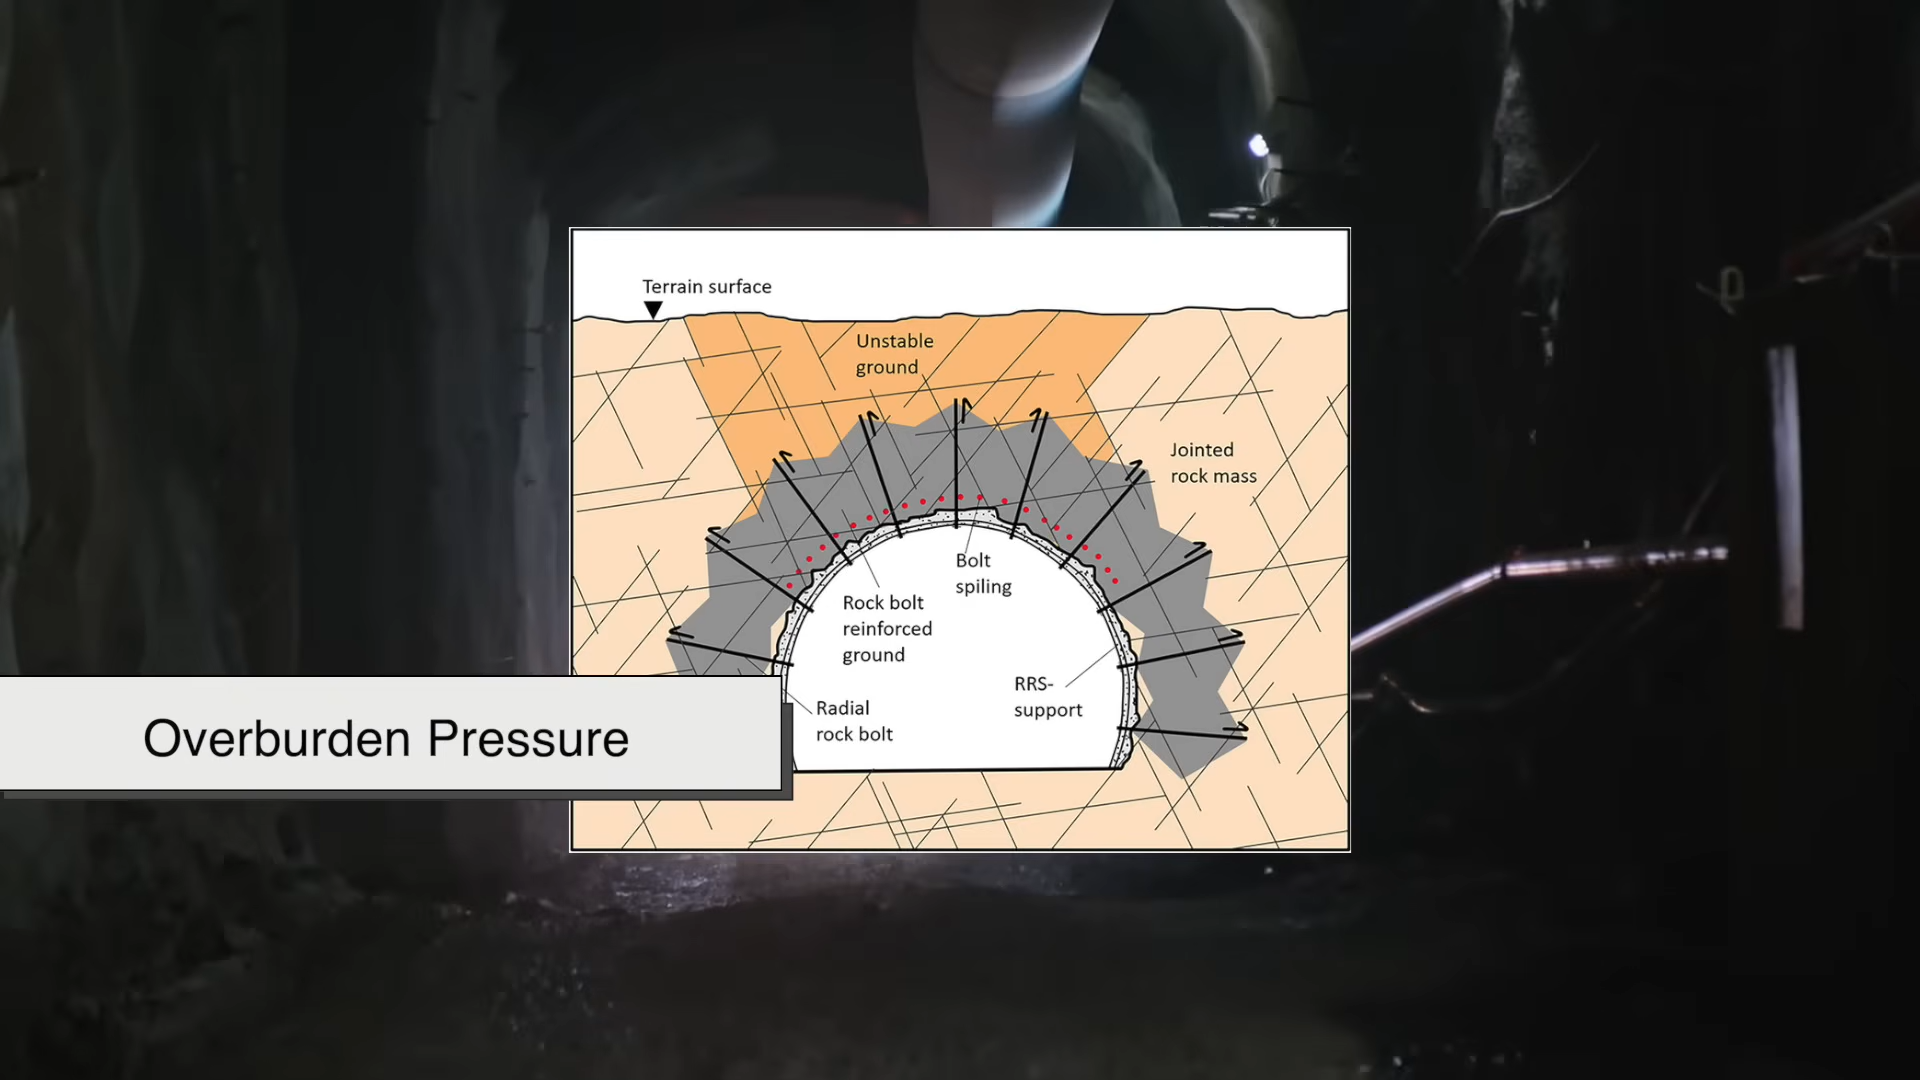 Terrain surface
Unstable
ground
Jointed
rock mass
Bolt
spiling
Rock bolt
reinforced
ground
RRS-
support
Radial
rock bolt
Overburden Pressure